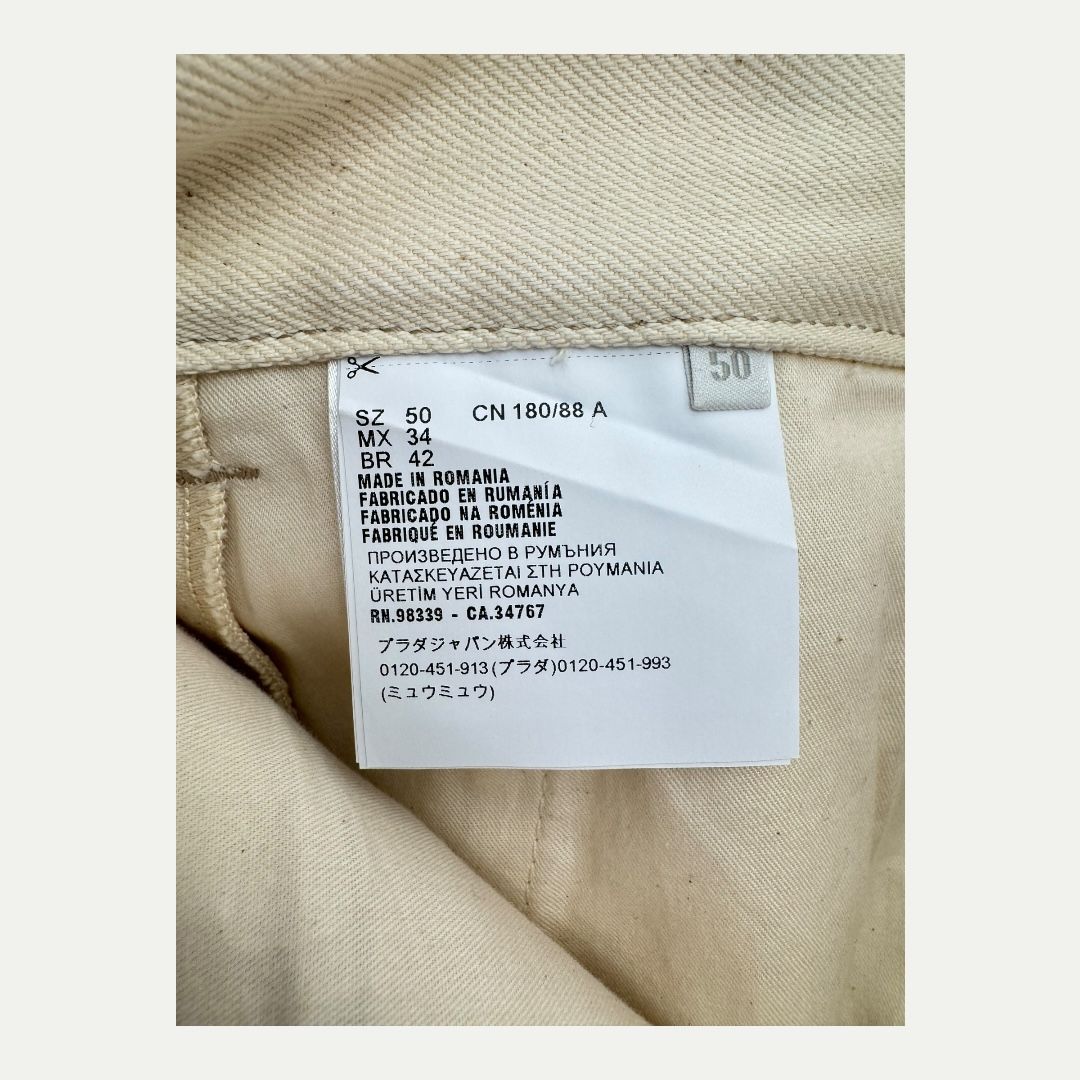 50
SZ 50 CN 180/88 A
MX 34
BR 42
MADE IN ROMANIA
FABRICADO EN RUMANÍA
FABRICADO NA ROMÉNIA
FABRIQUÉ EN ROUMANIE
ПРОИЗВЕДЕНО В РУМЪНИЯ
ΚΑΤΑΣΚΕΥΑΖΕΤΑΙ ΣΤΗ ΡΟΥΜΑΝΙΑ
ÜRETİM YERİ ROMANYA
RN.98339 - CA.34767
プラダジャパン株式会社
0120-451-913(プラダ)0120-451-993
(ミュウミュウ)